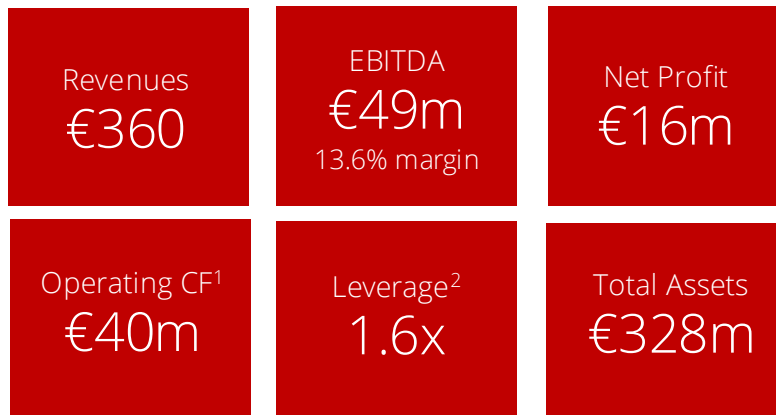 Revenues
€360
EBITDA
€49m
13.6% margin
Net Profit
€16m
Operating CF¹
€40m
Leverage²
1.6x
Total Assets
€328m